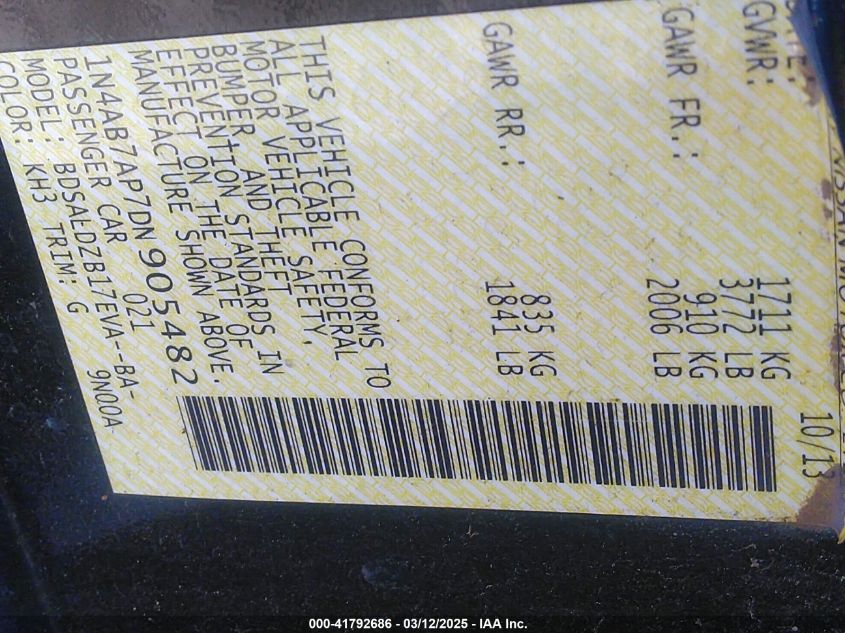 10/13
GVWR: 1711 KG
3772 LB
GAWR FR.: 910 KG
2006 LB
GAWR RR.: 835 KG
1841 LB
THIS VEHICLE CONFORMS TO
ALL APPLICABLE FEDERAL
MOTOR VEHICLE SAFETY,
BUMPER, AND THEFT
PREVENTION STANDARDS IN
EFFECT ON THE DATE OF
MANUFACTURE SHOWN ABOVE.
1N4AB7AP7DN905482
PASSENGER CAR 021
MODEL: BDSALDZB17EVA--BA-
COLOR: KH3 TRIM: G 9N00A
000-41792686 - 03/12/2025 - IAA Inc.